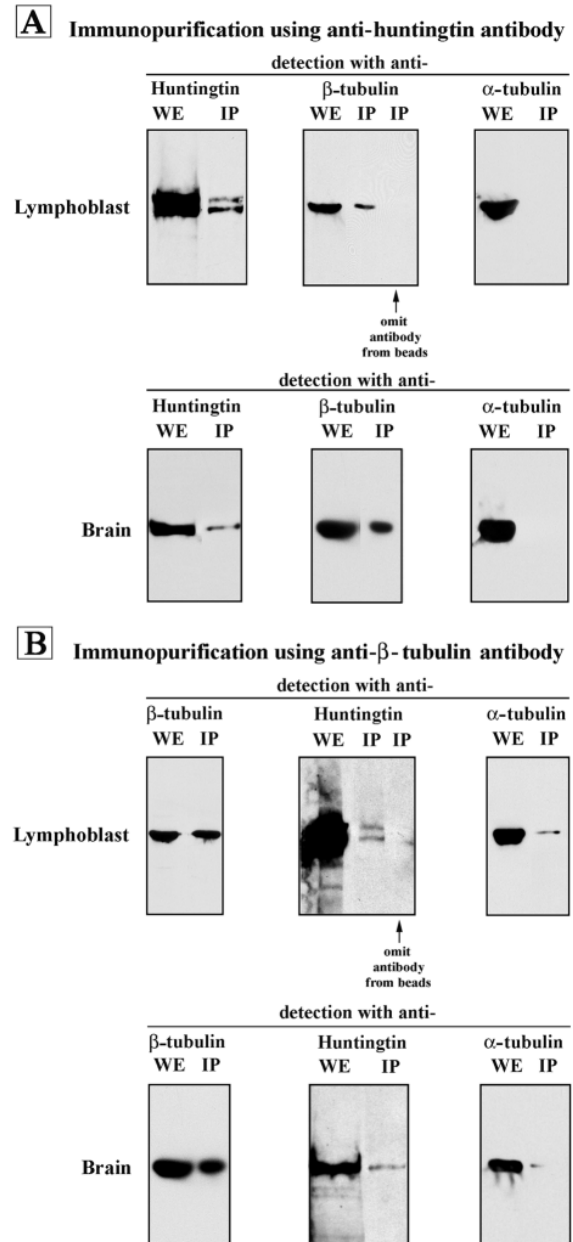 A Immunopurification using anti-huntingtin antibody
detection with anti-
Huntingtin β-tubulin α-tubulin
WE IP WE IP IP WE IP
Lymphoblast
omit
antibody
from beads
detection with anti-
Huntingtin β-tubulin α-tubulin
WE IP WE IP WE IP
Brain
B Immunopurification using anti-β-tubulin antibody
detection with anti-
β-tubulin Huntingtin α-tubulin
WE IP WE IP IP WE IP
Lymphoblast
omit
antibody
from beads
detection with anti-
β-tubulin Huntingtin α-tubulin
WE IP WE IP WE IP
Brain